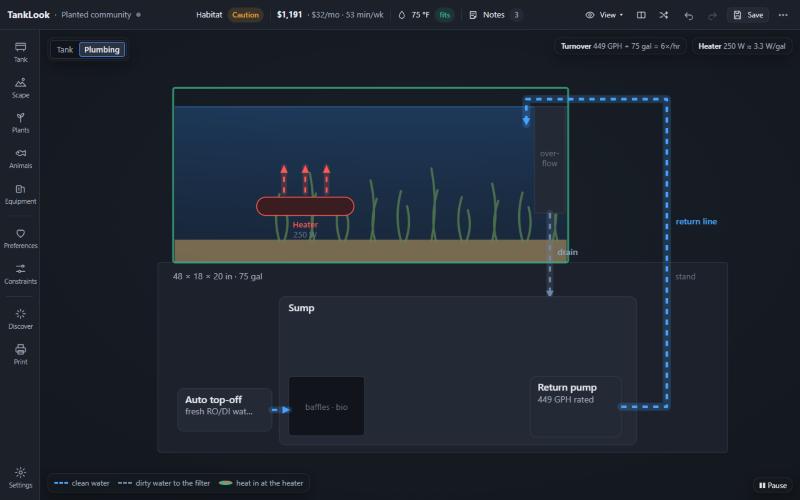 TankLook · Planted community
Habitat Caution $1,191 · $32/mo · 53 min/wk 75 °F fits Notes 3
View Save
Tank
Scape
Plants
Animals
Equipment
Preferences
Constraints
Discover
Print
Settings
Tank Plumbing
Turnover 449 GPH ÷ 75 gal = 6×/hr
Heater 250 W ≈ 3.3 W/gal
over-
flow
Heater
250 W
return line
drain
48 × 18 × 20 in · 75 gal
stand
Sump
Auto top-off
fresh RO/DI wat...
baffles · bio
Return pump
449 GPH rated
clean water
dirty water to the filter
heat in at the heater
Pause